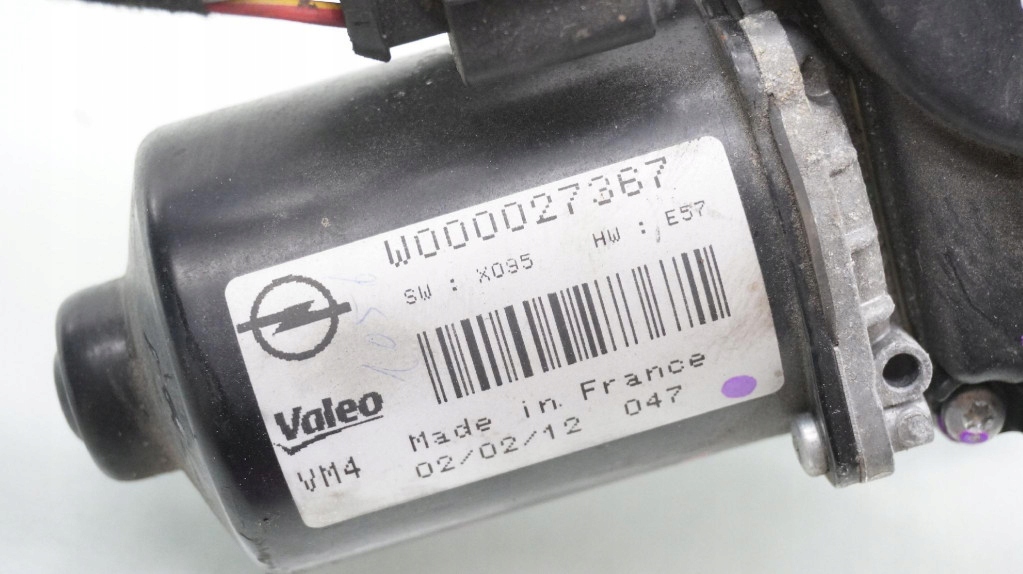 W000027367
SW : X095
HW : E57
Valeo
Made in France
VM4
02/02/12 047